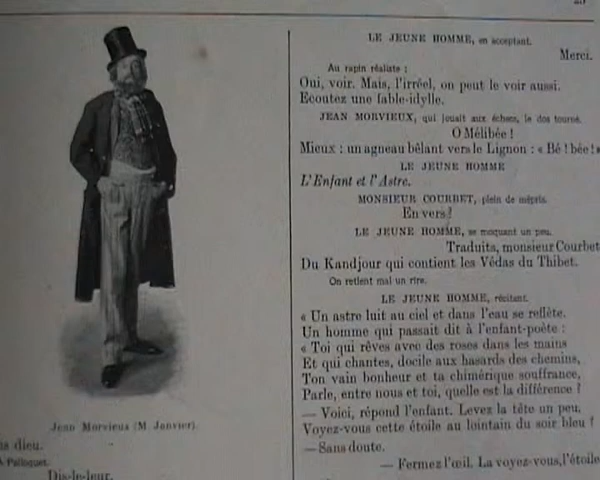 Jean Morvieux (M. Janvier).
dieu.
A Palloquet.
Dis-le-leur.
LE JEUNE HOMME, en acceptant.
Merci.
Au rapin réaliste :
Oui, voir. Mais, l'irréel, on peut le voir aussi.
Ecoutez une fable-idylle.
JEAN MORVIEUX, qui jouait aux échecs, le dos tourné.
O Mélibée !
Mieux : un agneau bêlant vers le Lignon : « Bé ! bée ! »
LE JEUNE HOMME
L'Enfant et l'Astre.
MONSIEUR COURBET, plein de mépris.
En vers ?
LE JEUNE HOMME, se moquant un peu.
Traduits, monsieur Courbet
Du Kandjour qui contient les Védas du Thibet.
On retient mal un rire.
LE JEUNE HOMME, récitant.
« Un astre luit au ciel et dans l'eau se reflète.
Un homme qui passait dit à l'enfant-poète :
« Toi qui rêves avec des roses dans les mains
Et qui chantes, docile aux hasards des chemins,
Ton vain bonheur et ta chimérique souffrance,
Parle, entre nous et toi, quelle est la différence ?
— Voici, répond l'enfant. Levez la tête un peu.
Voyez-vous cette étoile au lointain du soir bleu ?
— Sans doute.
— Fermez l'œil. La voyez-vous, l'étoile